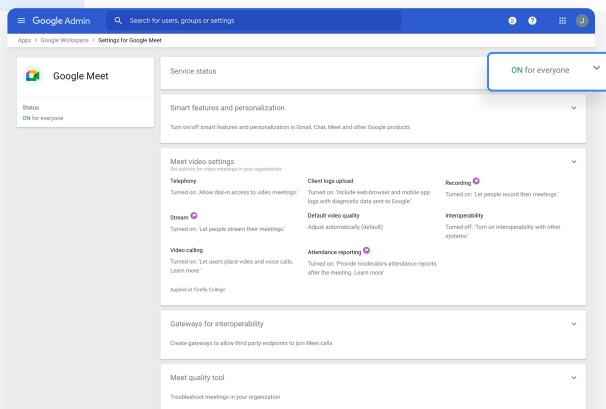 Google Admin
Search for users, groups or settings
J
Apps > Google Workspace > Settings for Google Meet
Google Meet
Status
ON for everyone
Service status
ON for everyone
Smart features and personalization
Turn on/off smart features and personalization in Gmail, Chat, Meet and other Google products
Meet video settings
Set policies for video meetings in your organization.
Telephony
Turned on: 'Allow dial-in access to video meetings.'
Client logs upload
Turned on: 'Include web-browser and mobile app
logs with diagnostic data sent to Google.'
Recording
Turned on: 'Let people record their meetings.'
Stream
Turned on: 'Let people stream their meetings.'
Default video quality
Adjust automatically (default)
Interoperability
Turned off: 'Turn on interoperability with other
systems.'
Video calling
Turned on: 'Let users place video and voice calls.
Learn more '
Attendance reporting
Turned on: 'Provide moderators attendance reports
after the meeting. Learn more'
Applied at 'Firefly College'
Gateways for interoperability
Create gateways to allow third party endpoints to join Meet calls
Meet quality tool
Troubleshoot meetings in your organization